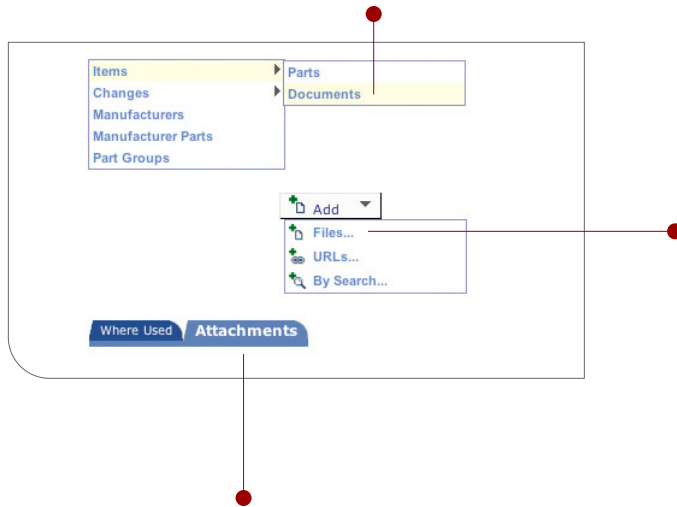 Items
Parts
Changes
Documents
Manufacturers
Manufacturer Parts
Part Groups
Add
Files...
URLs...
By Search...
Where Used Attachments